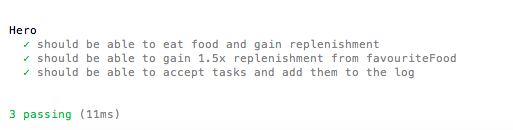 Hero
✓ should be able to eat food and gain replenishment
✓ should be able to gain 1.5x replenishment from favouriteFood
✓ should be able to accept tasks and add them to the log
3 passing (11ms)